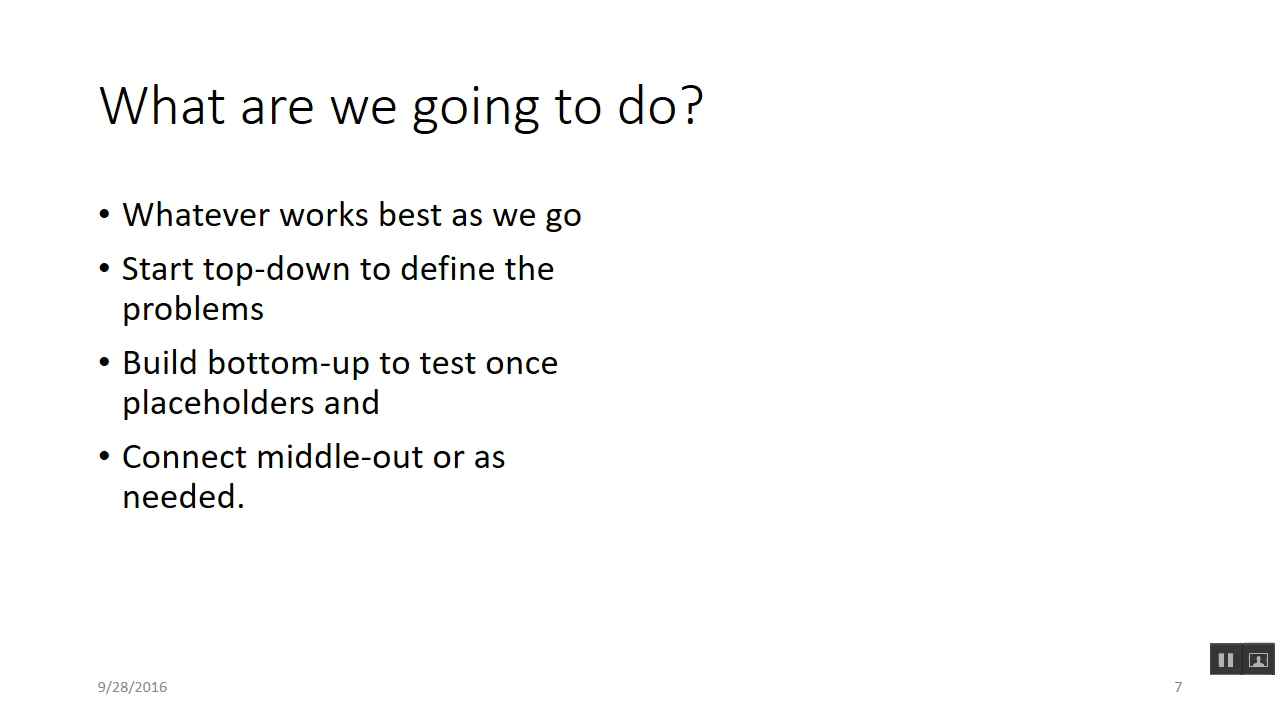 What are we going to do?
• Whatever works best as we go
• Start top-down to define the
problems
• Build bottom-up to test once
placeholders and
• Connect middle-out or as
needed.
9/28/2016
7